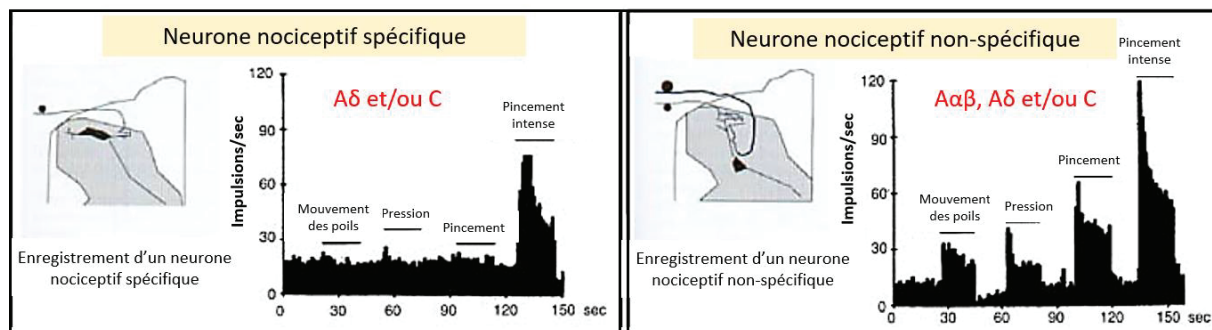 Neurone nociceptif spécifique
120
90
60
30
0
Impulsions/sec
Aδ et/ou C
Pincement
intense
Mouvement
des poils
Pression
Pincement
0 30 60 90 120 150 sec
Enregistrement d’un neurone
nociceptif spécifique
Neurone nociceptif non-spécifique
120
90
60
30
0
Impulsions/sec
Aαβ, Aδ et/ou C
Pincement
intense
Pincement
Mouvement
des poils
Pression
0 30 60 90 120 150 sec
Enregistrement d’un neurone
nociceptif non-spécifique